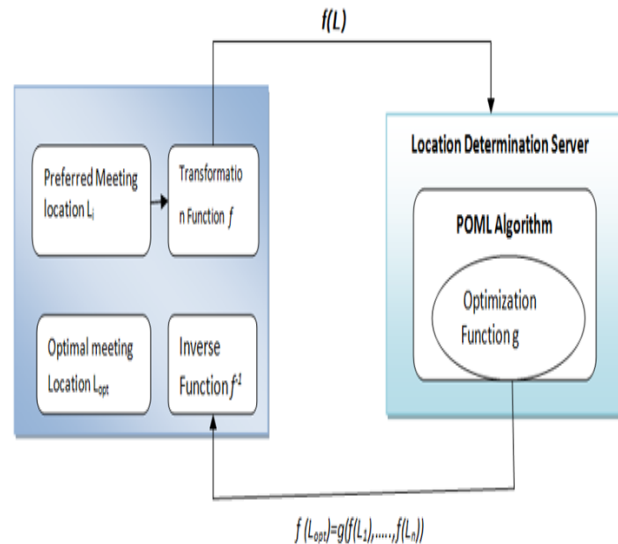 f(L)
Preferred Meeting
location Li
Transformatio
n Function f
Optimal meeting
Location Lopt
Inverse
Function f-1
Location Determination Server
POML Algorithm
Optimization
Function g
f (Lopt)=g(f(L1),.....,f(Ln))